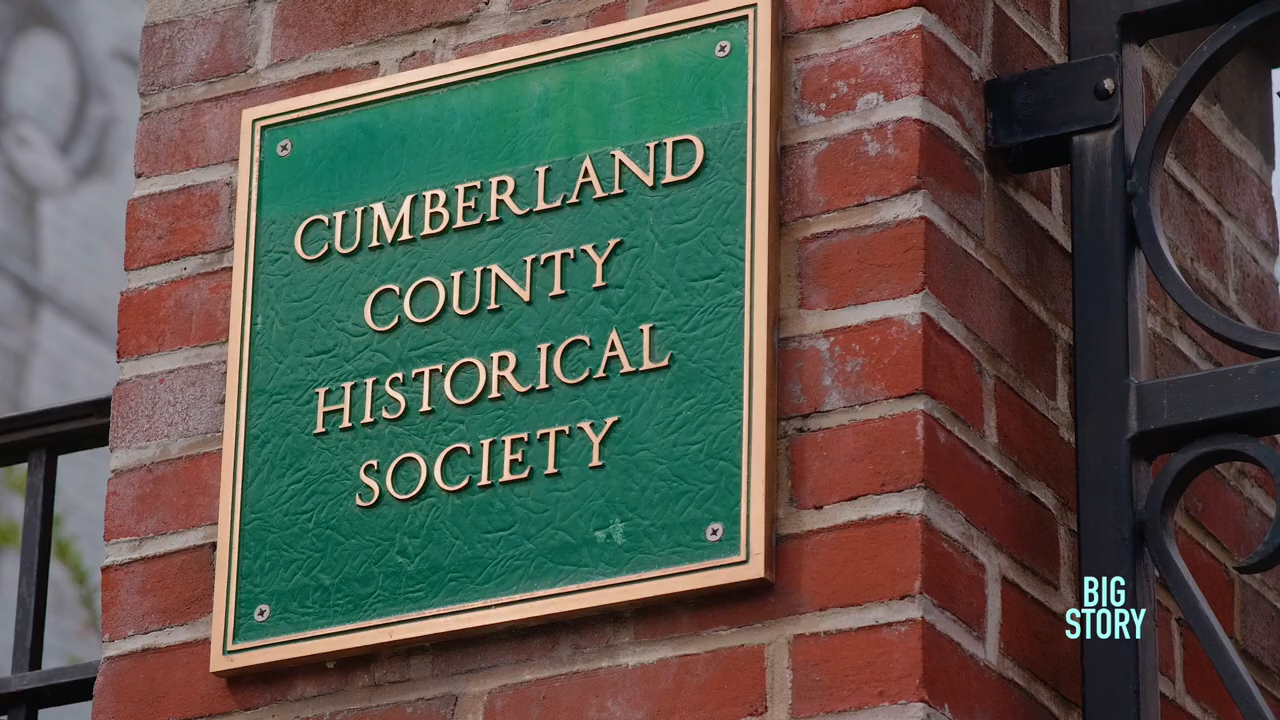 CUMBERLAND
COUNTY
HISTORICAL
SOCIETY
BIG
STORY